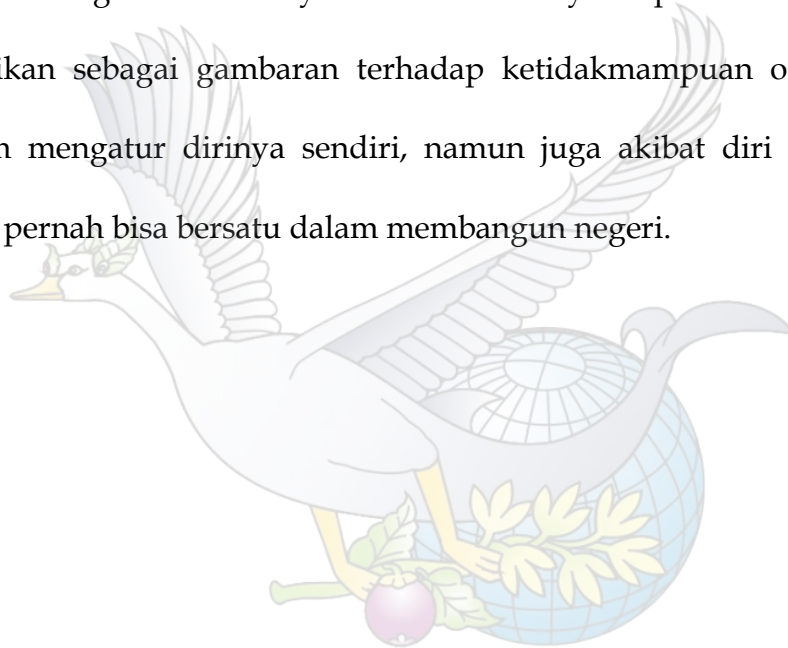 ikan sebagai gambaran terhadap ketidakmampuan o
mengatur dirinya sendiri, namun juga akibat diri
pernah bisa bersatu dalam membangun negeri.